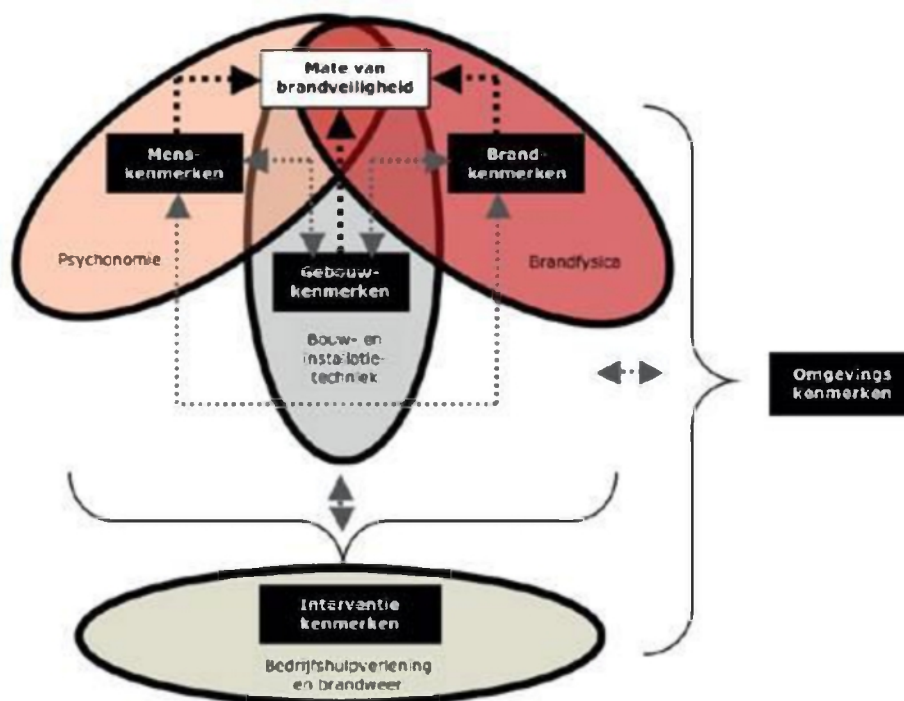 Mate van
brandveiligheid
Mens-
kenmerken
Brand-
kenmerken
Psychonomie
Gebouw-
kenmerken
Brandfysica
Bouw- en
installatie-
techniek
Omgevings
kenmerken
Interventie
kenmerken
Bedrijfshulpverlening
en brandweer